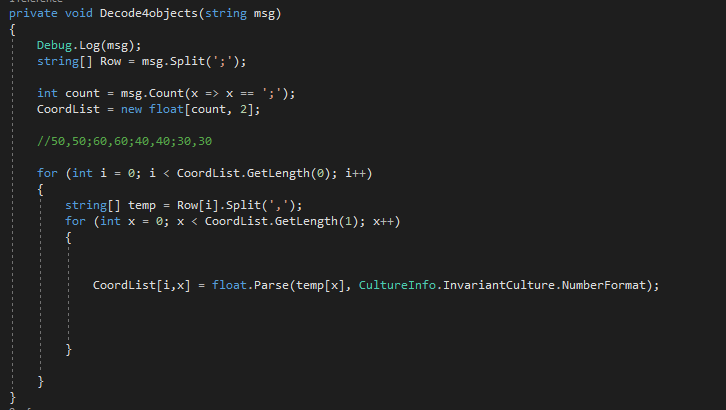 private void Decode4objects(string msg)
{
Debug.Log(msg);
string[] Row = msg.Split(';');
int count = msg.Count(x => x == ';');
CoordList = new float[count, 2];
//50,50;60,60;40,40;30,30
for (int i = 0; i < CoordList.GetLength(0); i++)
{
string[] temp = Row[i].Split(',');
for (int x = 0; x < CoordList.GetLength(1); x++)
{
CoordList[i,x] = float.Parse(temp[x], CultureInfo.InvariantCulture.NumberFormat);
}
}
}